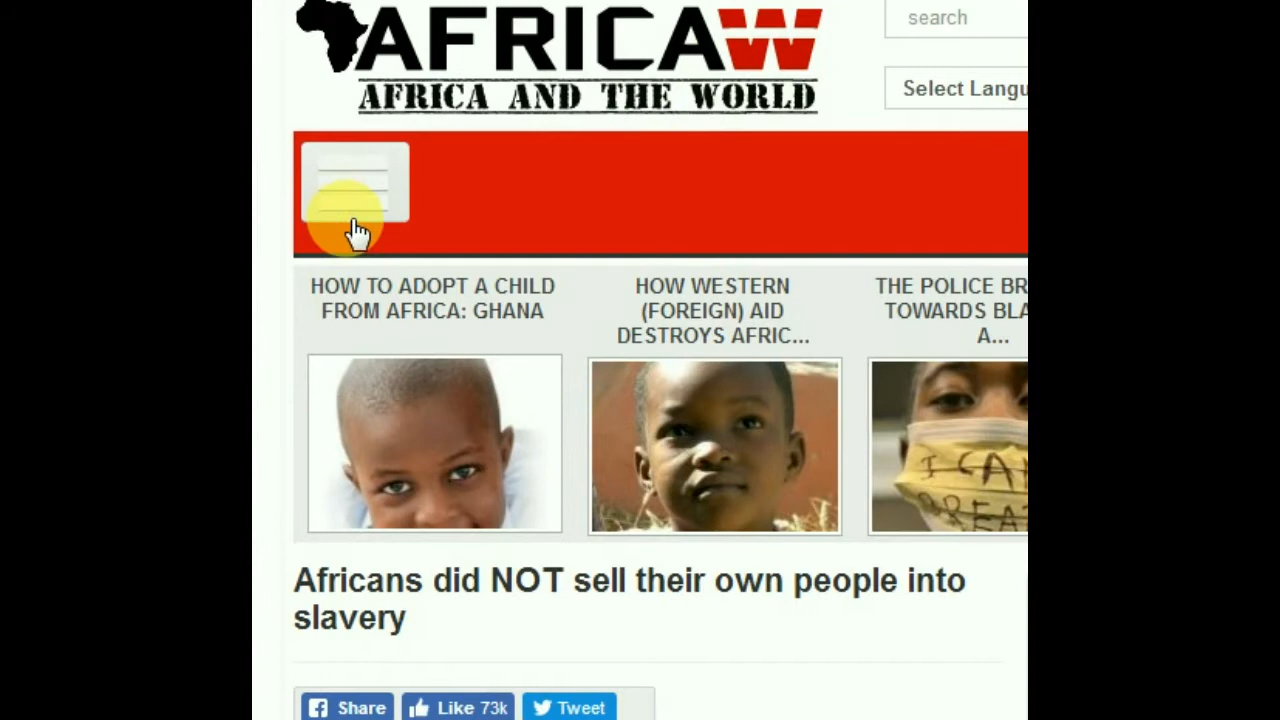 AFRICAW
AFRICA AND THE WORLD
search
Select Langu
HOW TO ADOPT A CHILD
FROM AFRICA: GHANA
HOW WESTERN
(FOREIGN) AID
DESTROYS AFRIC...
THE POLICE BR
TOWARDS BLA
A...
I CAN
BREAT
Africans did NOT sell their own people into
slavery
Share
Like 73k
Tweet